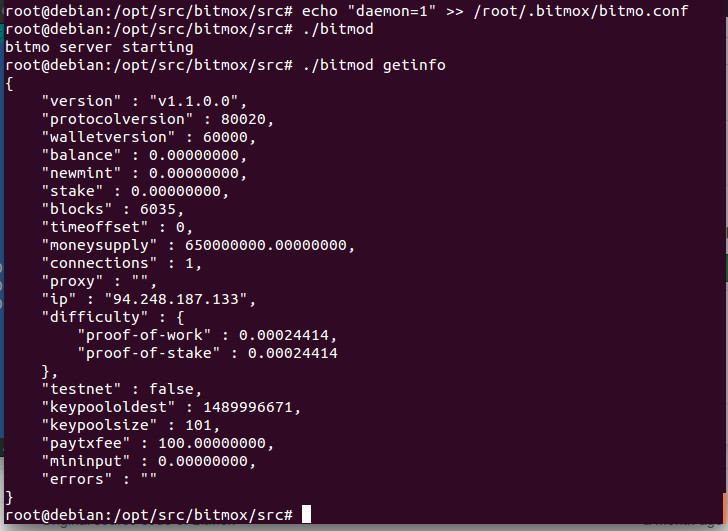 root@debian:/opt/src/bitmox/src# echo "daemon=1" >> /root/.bitmox/bitmo.conf
root@debian:/opt/src/bitmox/src# ./bitmod
bitmo server starting
root@debian:/opt/src/bitmox/src# ./bitmod getinfo
{
    "version" : "v1.1.0.0",
    "protocolversion" : 80020,
    "walletversion" : 60000,
    "balance" : 0.00000000,
    "newmint" : 0.00000000,
    "stake" : 0.00000000,
    "blocks" : 6035,
    "timeoffset" : 0,
    "moneysupply" : 650000000.00000000,
    "connections" : 1,
    "proxy" : "",
    "ip" : "94.248.187.133",
    "difficulty" : {
        "proof-of-work" : 0.00024414,
        "proof-of-stake" : 0.00024414
    },
    "testnet" : false,
    "keypoololdest" : 1489996671,
    "keypoolsize" : 101,
    "paytxfee" : 100.00000000,
    "mininput" : 0.00000000,
    "errors" : ""
}
root@debian:/opt/src/bitmox/src#